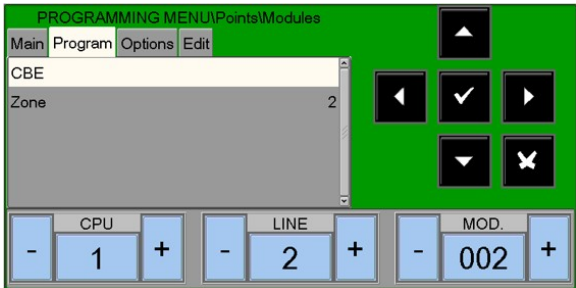 PROGRAMMING MENU\Points\Modules
Main Program Options Edit
CBE
Zone 2
CPU LINE MOD.
- 1 + - 2 + - 002 +